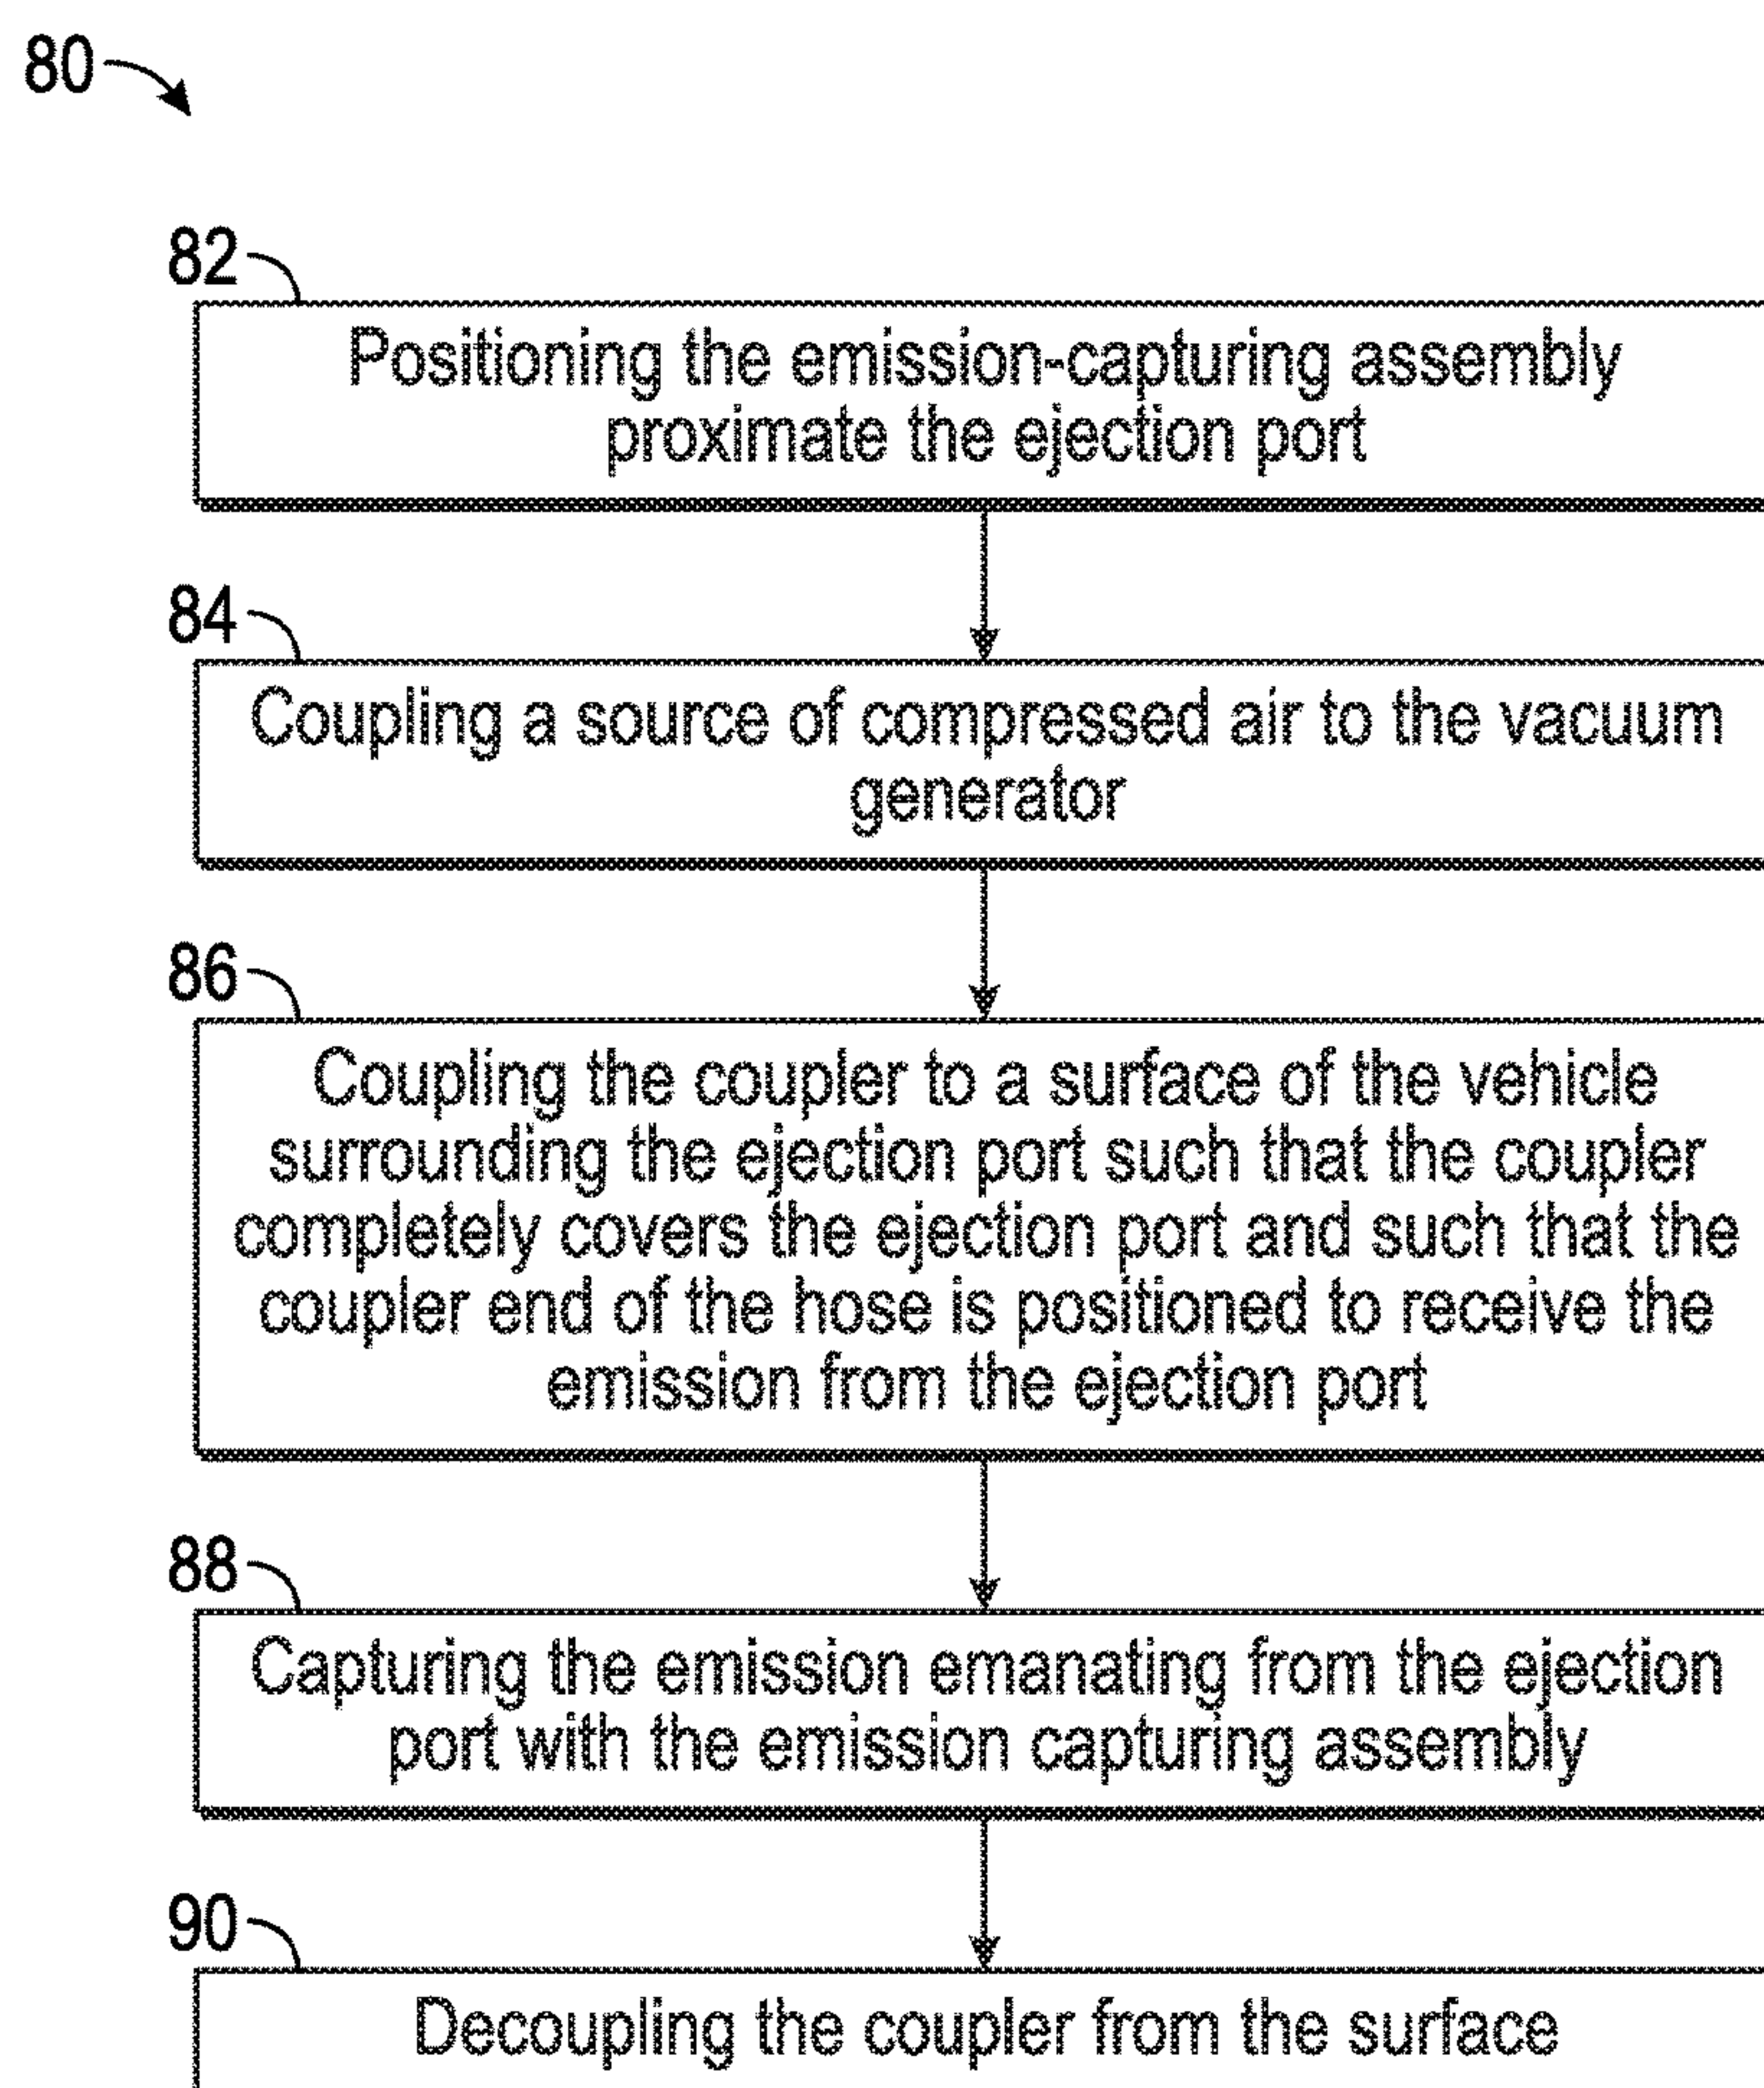 80
82
Positioning the emission-capturing assembly
proximate the ejection port
84
Coupling a source of compressed air to the vacuum
generator
86
Coupling the coupler to a surface of the vehicle
surrounding the ejection port such that the coupler
completely covers the ejection port and such that the
coupler end of the hose is positioned to receive the
emission from the ejection port
88
Capturing the emission emanating from the ejection
port with the emission capturing assembly
90
Decoupling the coupler from the surface